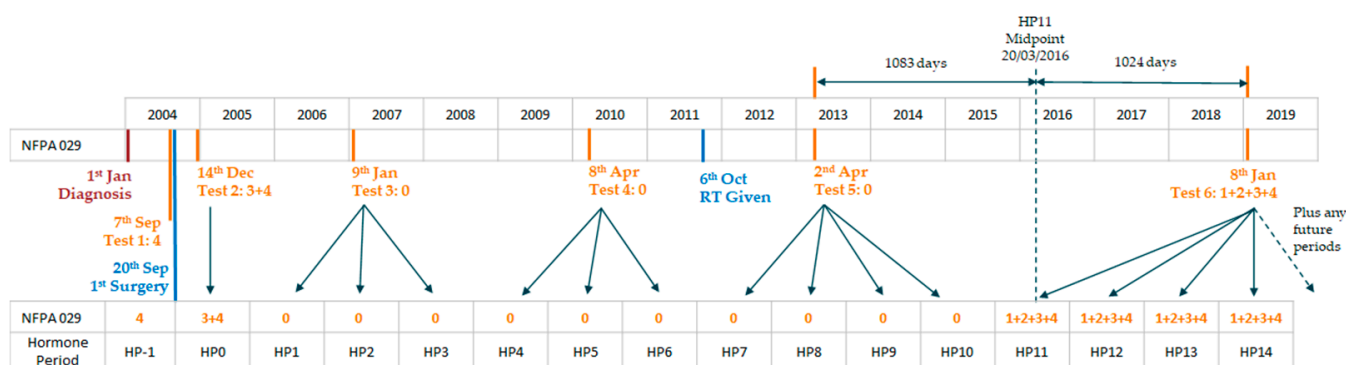 HP11
Midpoint
20/03/2016
1083 days
1024 days
2004 2005 2006 2007 2008 2009 2010 2011 2012 2013 2014 2015 2016 2017 2018 2019
NFPA 029
1st Jan
Diagnosis
7th Sep
Test 1: 4
20th Sep
1st Surgery
14th Dec
Test 2: 3+4
9th Jan
Test 3: 0
8th Apr
Test 4: 0
6th Oct
RT Given
2nd Apr
Test 5: 0
8th Jan
Test 6: 1+2+3+4
Plus any
future
periods
NFPA 029 4 3+4 0 0 0 0 0 0 0 0 0 0 1+2+3+4 1+2+3+4 1+2+3+4 1+2+3+4
Hormone
Period
HP-1 HP0 HP1 HP2 HP3 HP4 HP5 HP6 HP7 HP8 HP9 HP10 HP11 HP12 HP13 HP14